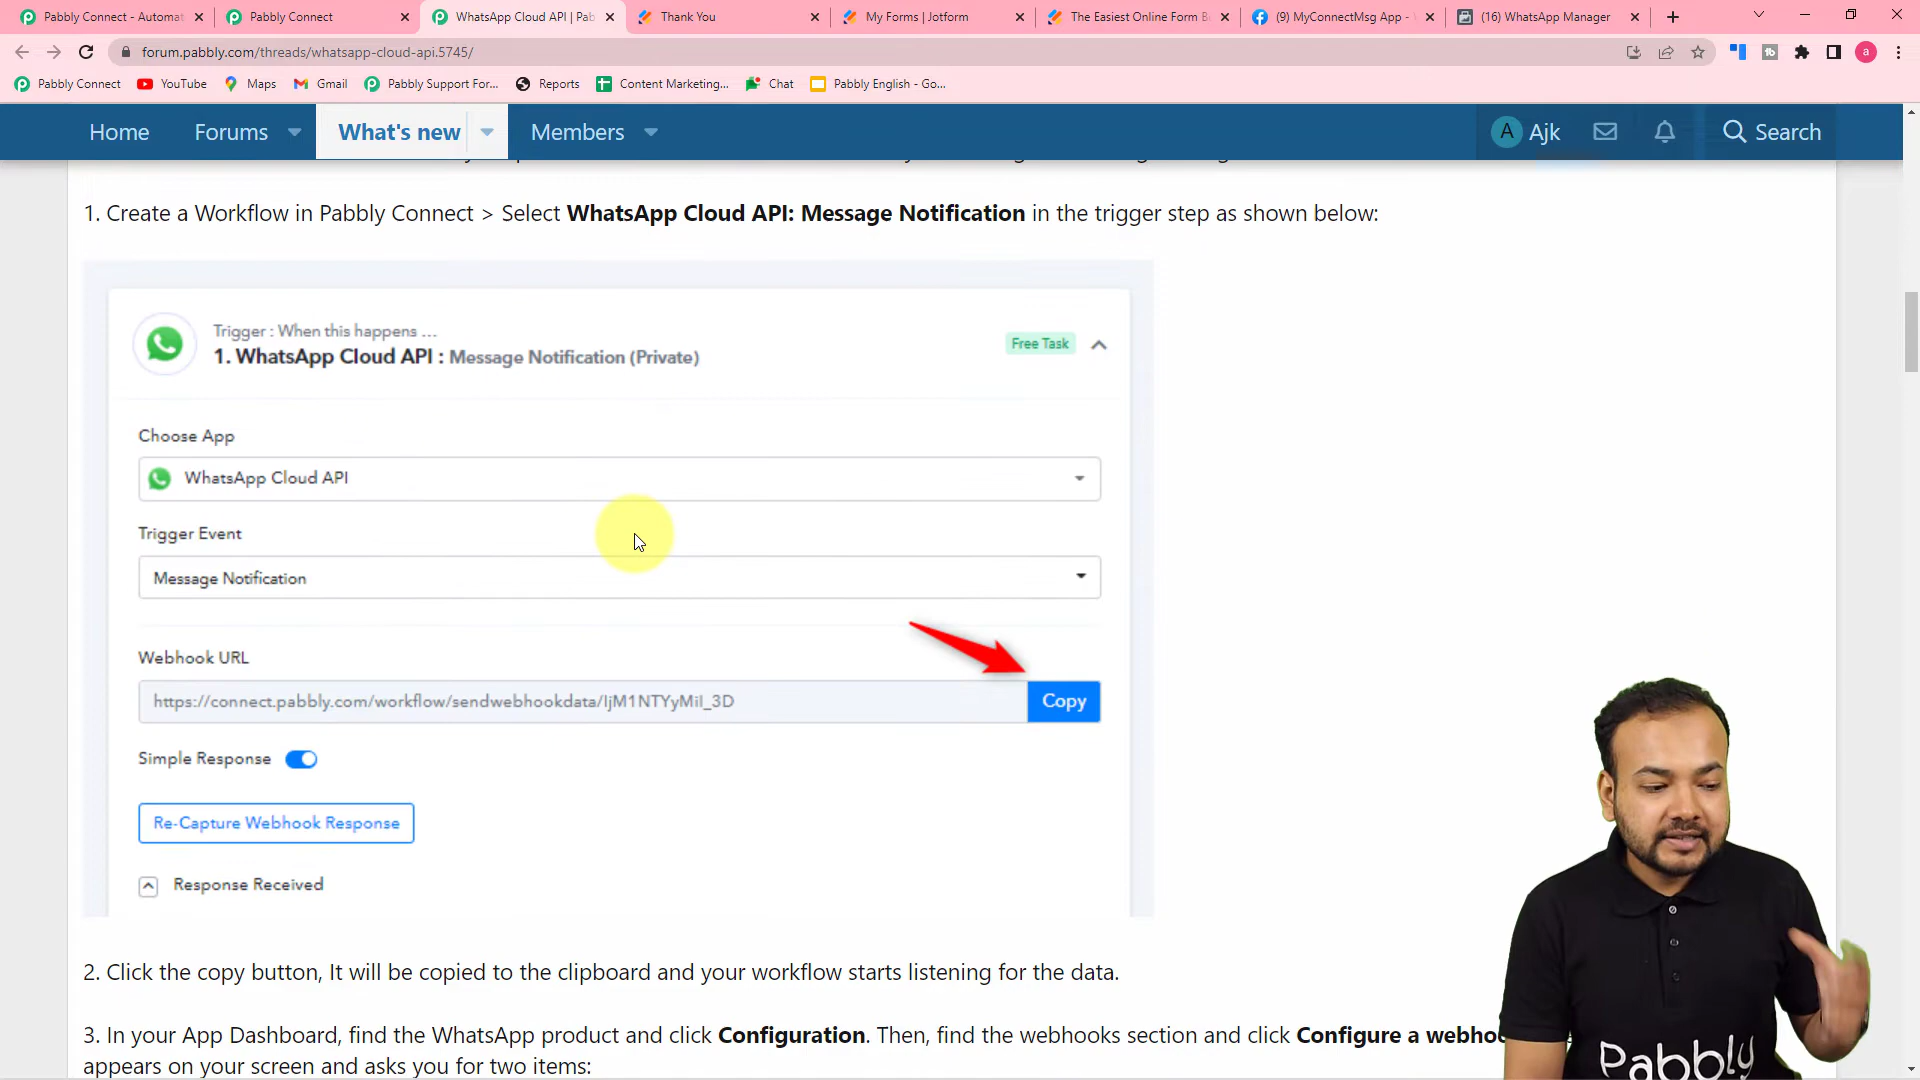 Pabbly Connect - Automat
Pabbly Connect
WhatsApp Cloud API | Pab
Thank You
My Forms | Jotform
The Easiest Online Form B
(9) MyConnectMsg App -
(16) WhatsApp Manager
forum.pabbly.com/threads/whatsapp-cloud-api.5745/
a
Pabbly Connect
YouTube
Maps
Gmail
Pabbly Support For...
Reports
Content Marketing...
Chat
Pabbly English - Go...
Home
Forums
What's new
Members
A
Ajk
Search
1. Create a Workflow in Pabbly Connect > Select WhatsApp Cloud API: Message Notification in the trigger step as shown below:
Trigger : When this happens ...
1. WhatsApp Cloud API : Message Notification (Private)
Free Task
Choose App
WhatsApp Cloud API
Trigger Event
Message Notification
Webhook URL
https://connect.pabbly.com/workflow/sendwebhookdata/IjM1NTYyMiI_3D
Copy
Simple Response
Re-Capture Webhook Response
Response Received
2. Click the copy button, It will be copied to the clipboard and your workflow starts listening for the data.
3. In your App Dashboard, find the WhatsApp product and click Configuration. Then, find the webhooks section and click Configure a webhoo
appears on your screen and asks you for two items:
Pabbly